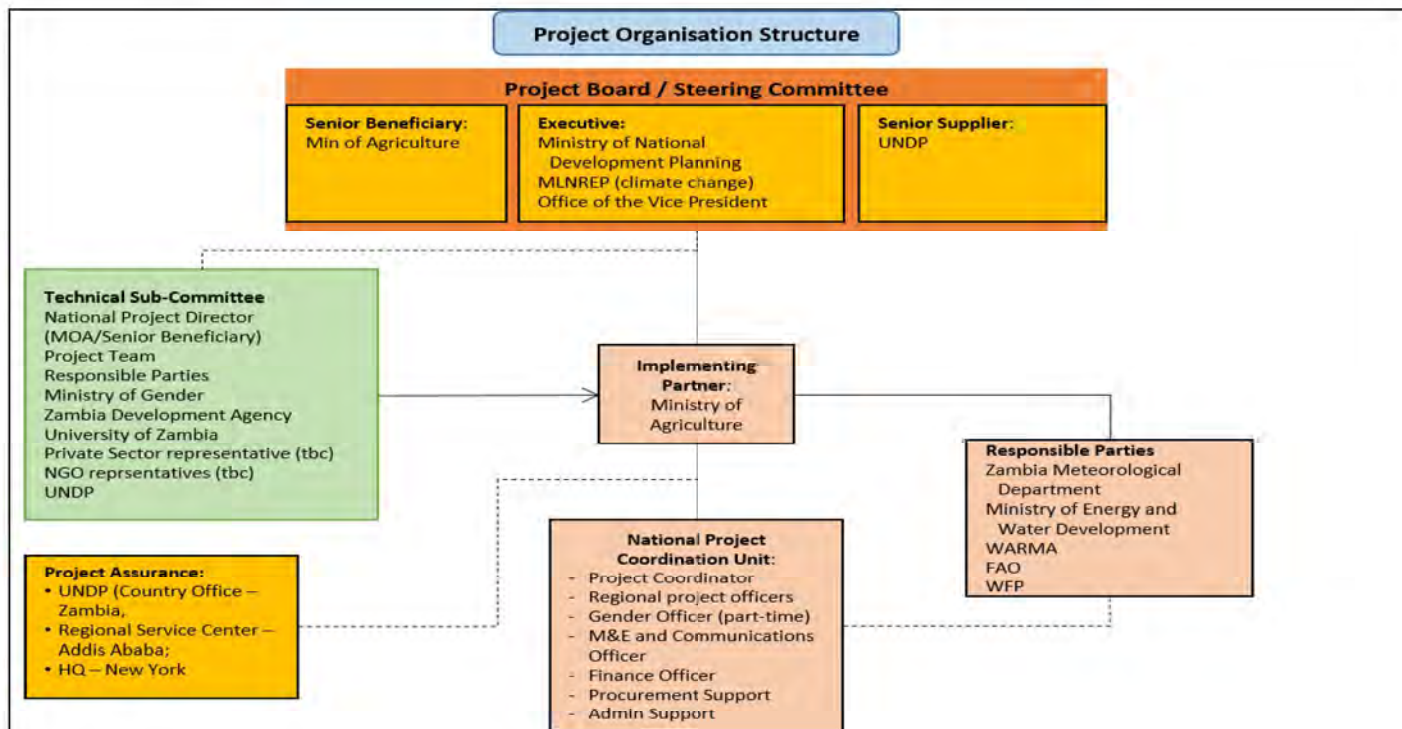 Project Organisation Structure
Project Board / Steering Committee
Senior Beneficiary:
Min of Agriculture
Executive:
Ministry of National
Development Planning
MLNREP (climate change)
Office of the Vice President
Senior Supplier:
UNDP
Technical Sub-Committee
National Project Director
(MOA/Senior Beneficiary)
Project Team
Responsible Parties
Ministry of Gender
Zambia Development Agency
University of Zambia
Private Sector representative (tbc)
NGO reprsentatives (tbc)
UNDP
Implementing
Partner:
Ministry of
Agriculture
Responsible Parties
Zambia Meteorological
Department
Ministry of Energy and
Water Development
WARMA
FAO
WFP
Project Assurance:
• UNDP (Country Office –
Zambia,
• Regional Service Center –
Addis Ababa;
• HQ – New York
National Project
Coordination Unit:
- Project Coordinator
- Regional project officers
- Gender Officer (part-time)
- M&E and Communications
Officer
- Finance Officer
- Procurement Support
- Admin Support